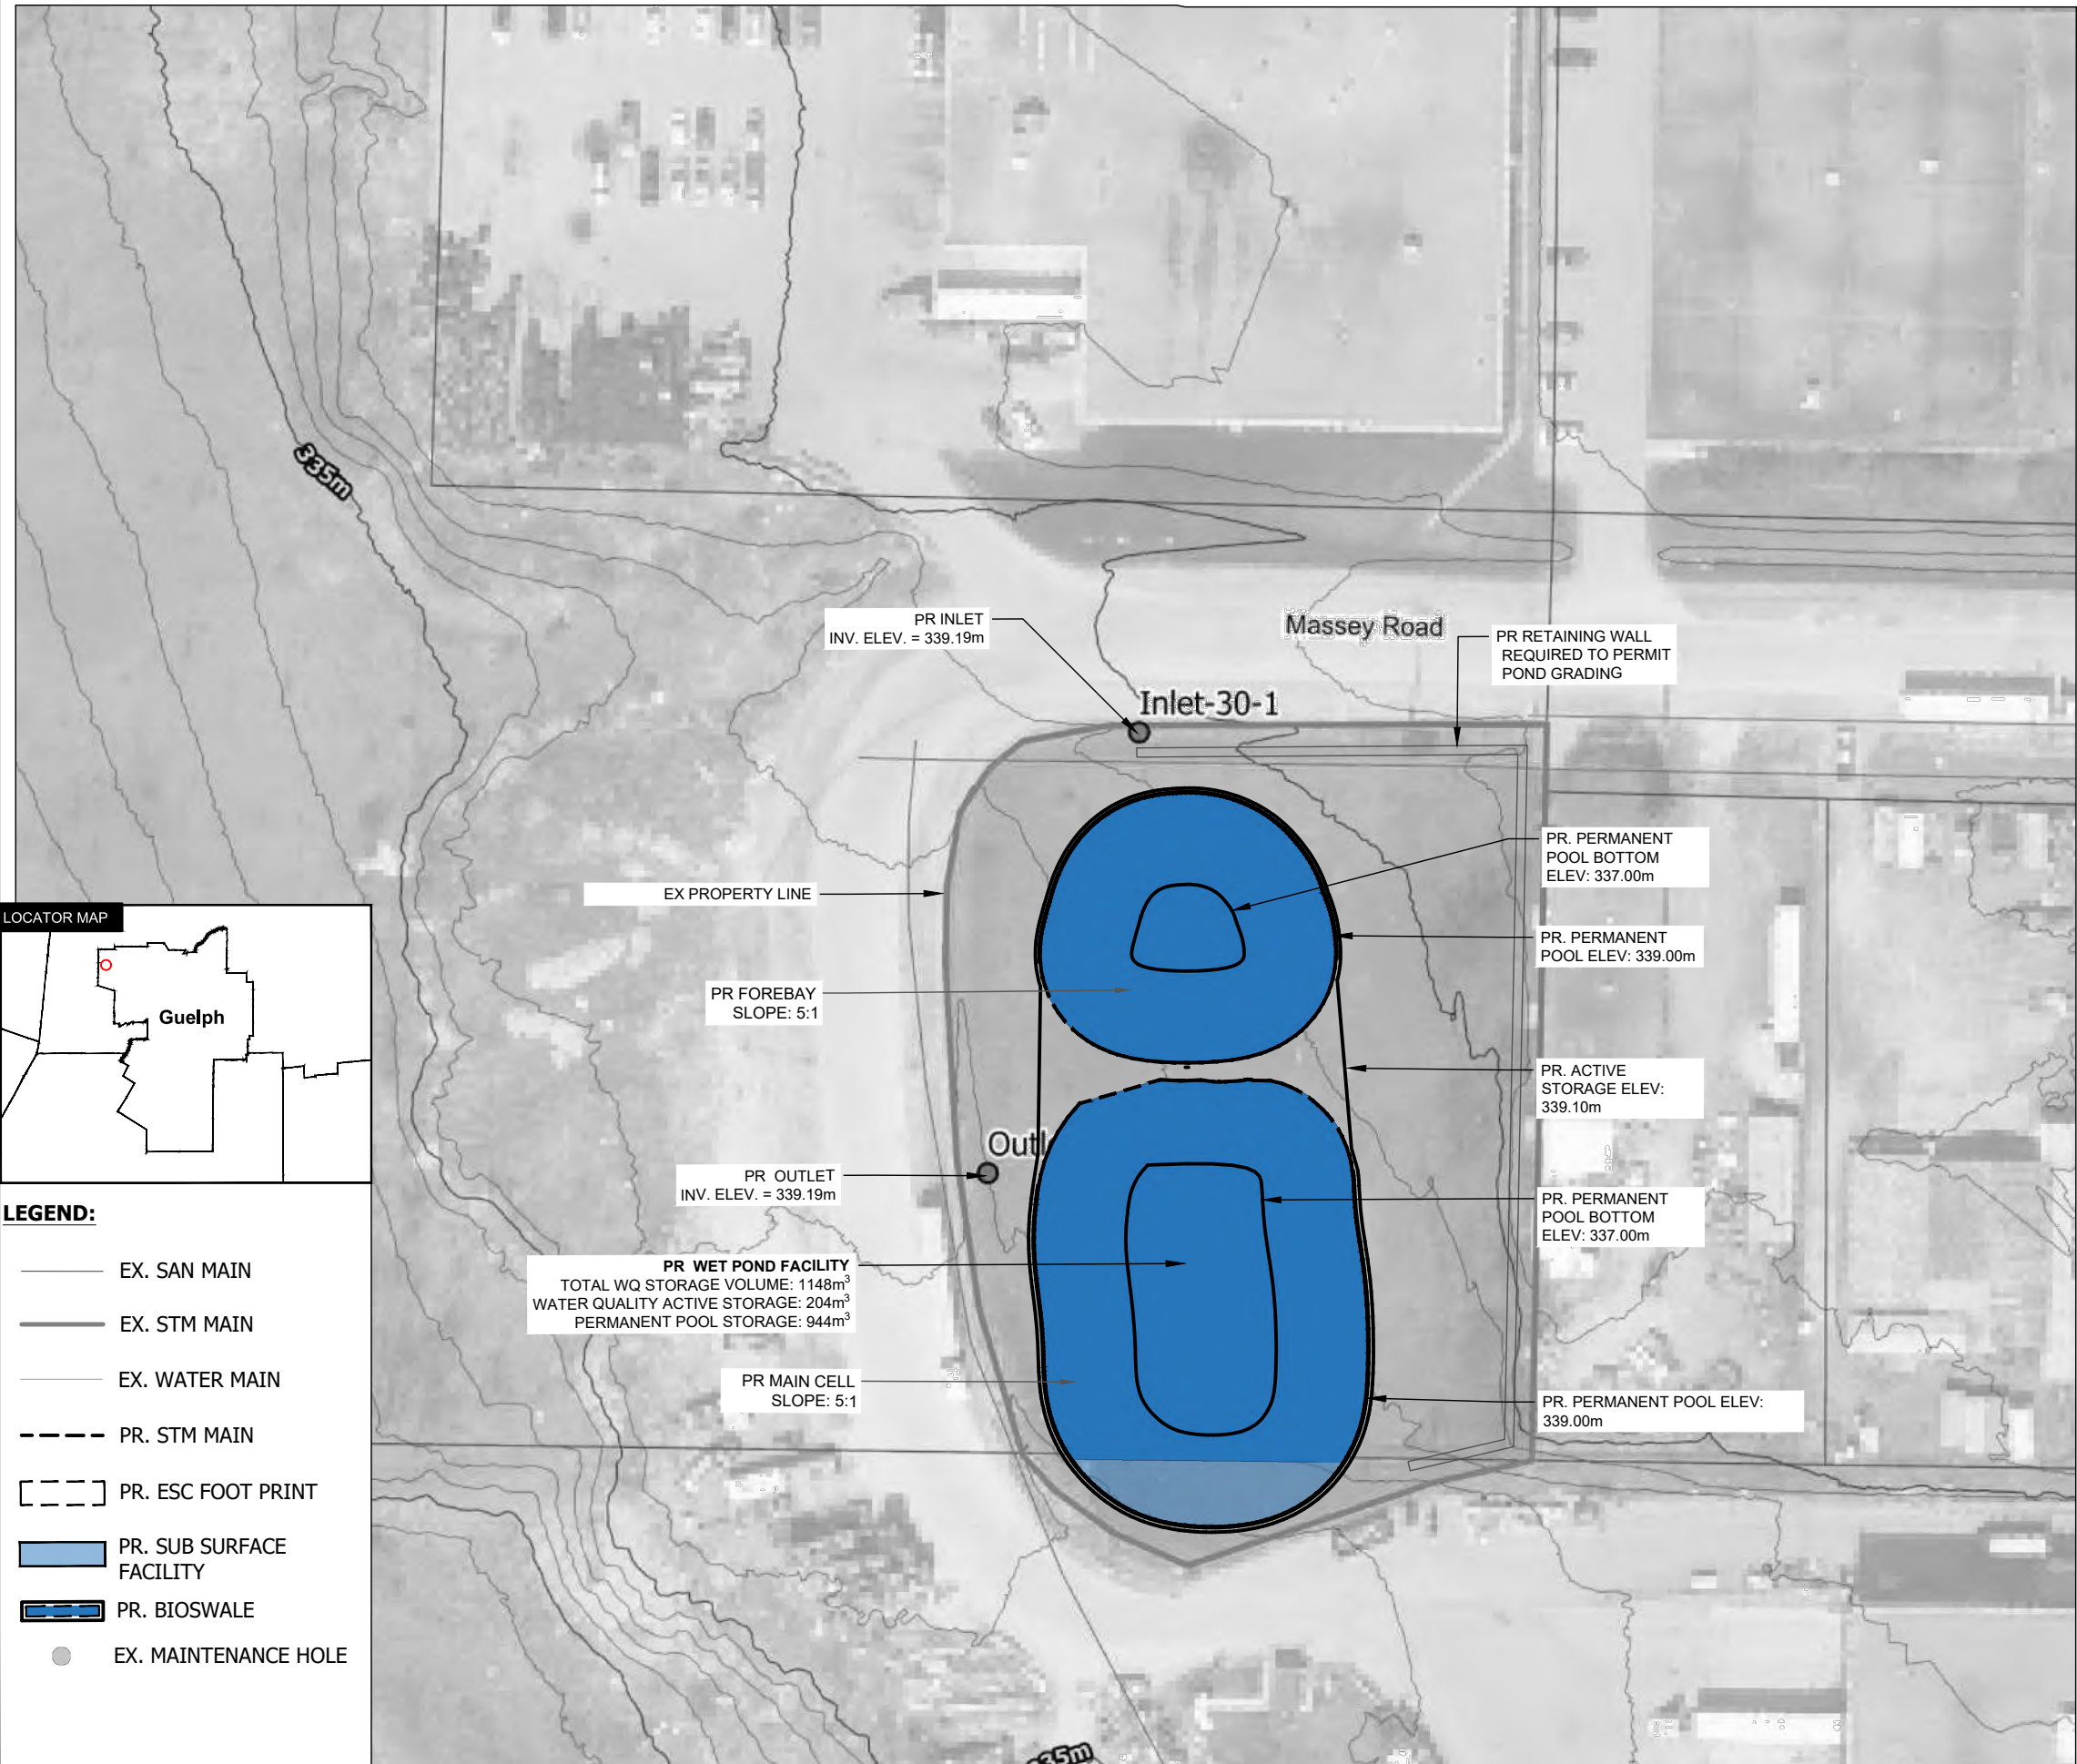 335m
PR INLET
INV. ELEV. = 339.19m
Massey Road
PR RETAINING WALL
REQUIRED TO PERMIT
POND GRADING
Inlet-30-1
PR. PERMANENT
POOL BOTTOM
ELEV: 337.00m
EX PROPERTY LINE
PR. PERMANENT
POOL ELEV: 339.00m
PR FOREBAY
SLOPE: 5:1
PR. ACTIVE
STORAGE ELEV:
339.10m
Outl
PR OUTLET
INV. ELEV. = 339.19m
PR. PERMANENT
POOL BOTTOM
ELEV: 337.00m
PR WET POND FACILITY
TOTAL WQ STORAGE VOLUME: 1148m³
WATER QUALITY ACTIVE STORAGE: 204m³
PERMANENT POOL STORAGE: 944m³
PR MAIN CELL
SLOPE: 5:1
PR. PERMANENT POOL ELEV:
339.00m
LOCATOR MAP
Guelph
LEGEND:
EX. SAN MAIN
EX. STM MAIN
EX. WATER MAIN
PR. STM MAIN
PR. ESC FOOT PRINT
PR. SUB SURFACE
FACILITY
PR. BIOSWALE
EX. MAINTENANCE HOLE
335m